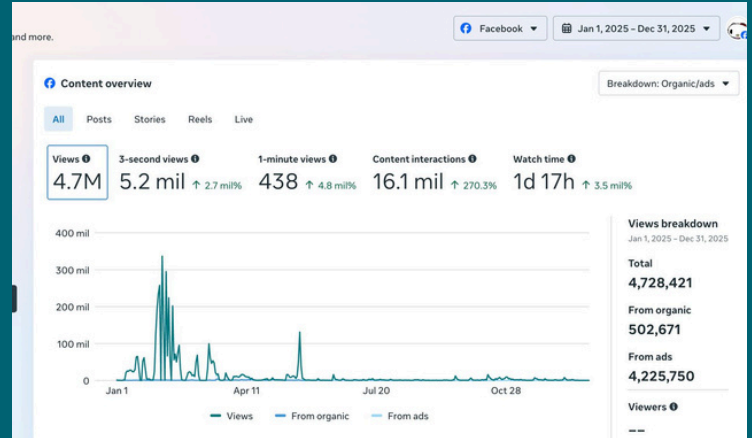 and more.
Facebook
Jan 1, 2025 – Dec 31, 2025
Content overview
Breakdown: Organic/ads
All Posts Stories Reels Live
Views 3-second views 1-minute views Content interactions Watch time
4.7M 5.2 mil ↑ 2.7 mil% 438 ↑ 4.8 mil% 16.1 mil ↑ 270.3% 1d 17h ↑ 3.5 mil%
400 mil
300 mil
200 mil
100 mil
0
Jan 1 Apr 11 Jul 20 Oct 28
Views From organic From ads
Views breakdown
Jan 1, 2025 – Dec 31, 2025
Total
4,728,421
From organic
502,671
From ads
4,225,750
Viewers
--